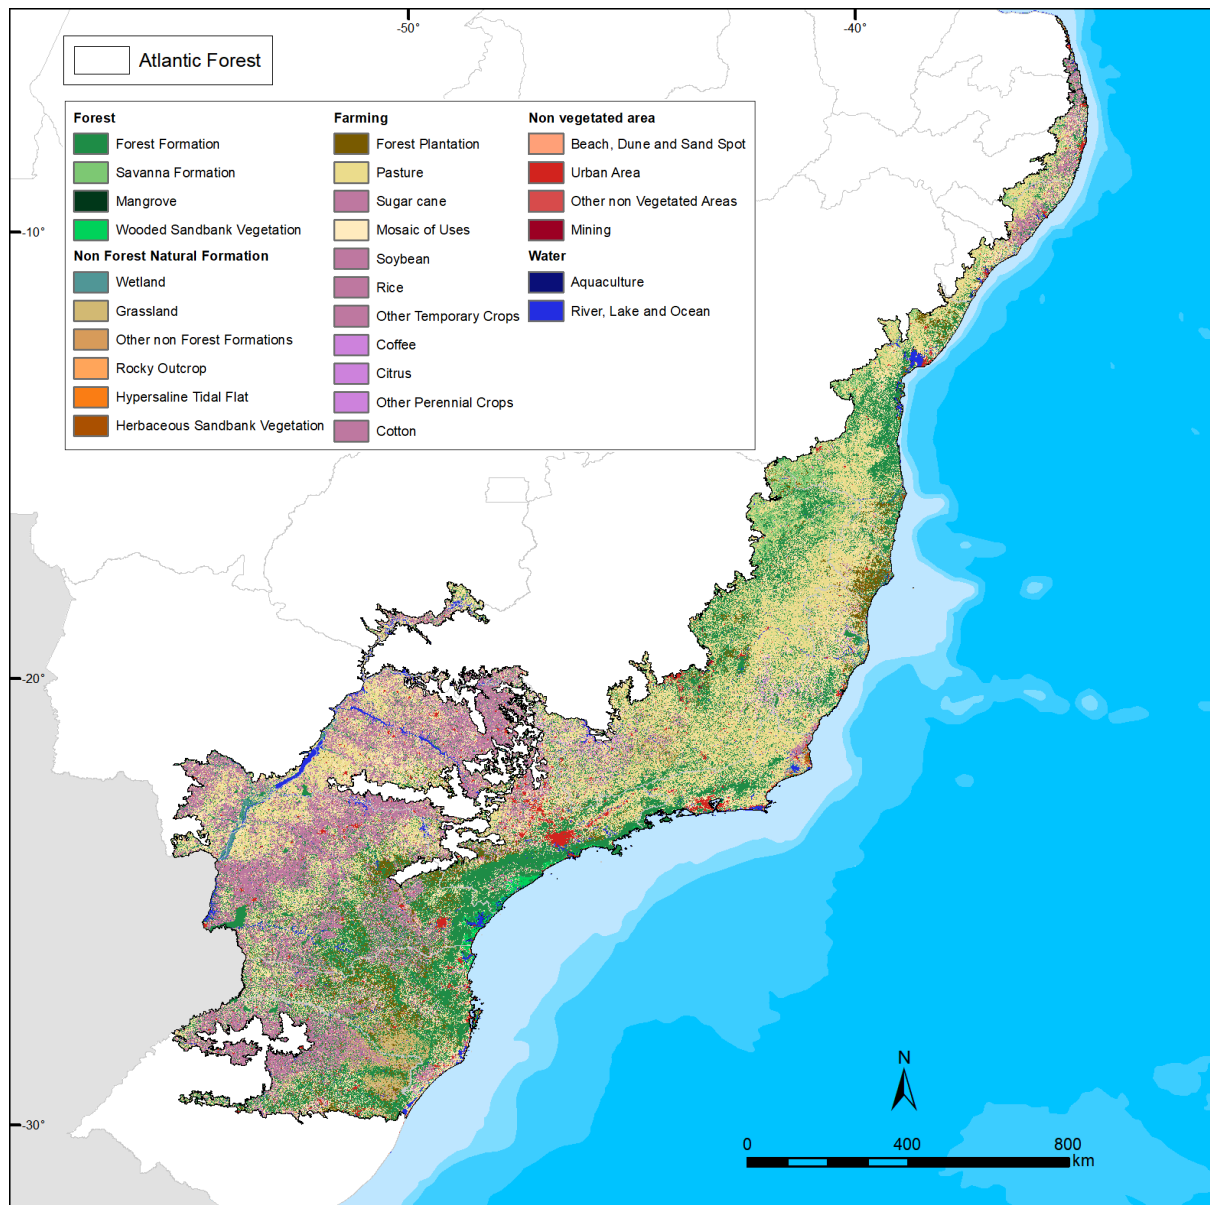 -50°
-40°
Atlantic Forest
Forest
Forest Formation
Savanna Formation
Mangrove
Wooded Sandbank Vegetation
Non Forest Natural Formation
Wetland
Grassland
Other non Forest Formations
Rocky Outcrop
Hypersaline Tidal Flat
Herbaceous Sandbank Vegetation
Farming
Forest Plantation
Pasture
Sugar cane
Mosaic of Uses
Soybean
Rice
Other Temporary Crops
Coffee
Citrus
Other Perennial Crops
Cotton
Non vegetated area
Beach, Dune and Sand Spot
Urban Area
Other non Vegetated Areas
Mining
Water
Aquaculture
River, Lake and Ocean
-10°
-20°
-30°
N
0 400 800
km